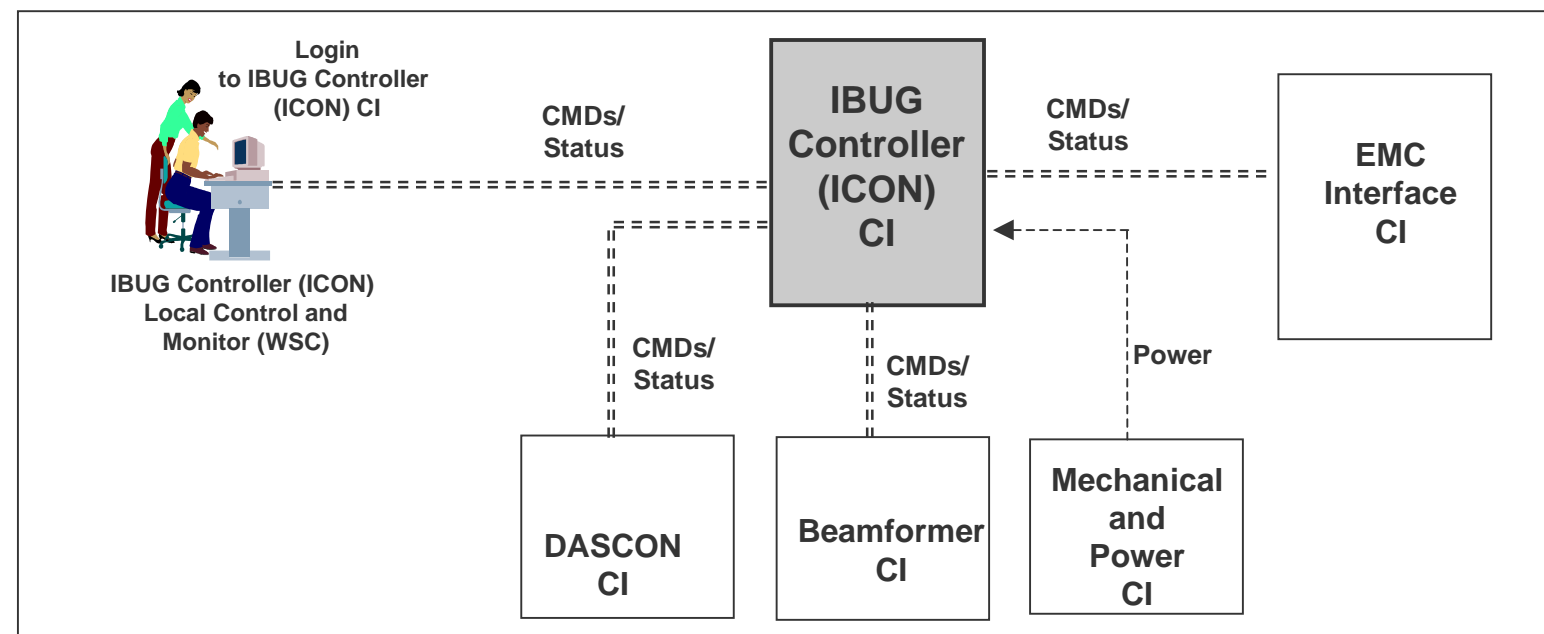 Login
to IBUG Controller
(ICON) CI
IBUG Controller (ICON)
Local Control and
Monitor (WSC)
CMDs/
Status
IBUG
Controller
(ICON)
CI
CMDs/
Status
EMC
Interface
CI
CMDs/
Status
CMDs/
Status
Power
DASCON
CI
Beamformer
CI
Mechanical
and
Power
CI